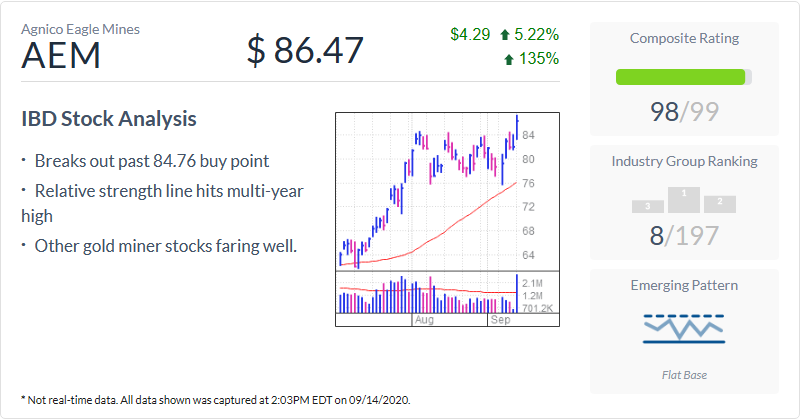 Agnico Eagle Mines
AEM
$ 86.47
$4.29 5.22%
135%
IBD Stock Analysis
· Breaks out past 84.76 buy point
· Relative strength line hits multi-year
high
· Other gold miner stocks faring well.
84
80
76
72
68
64
2.1M
1.2M
701.2K
Aug Sep
Composite Rating
98/99
Industry Group Ranking
3 1 2
8/197
Emerging Pattern
Flat Base
* Not real-time data. All data shown was captured at 2:03PM EDT on 09/14/2020.